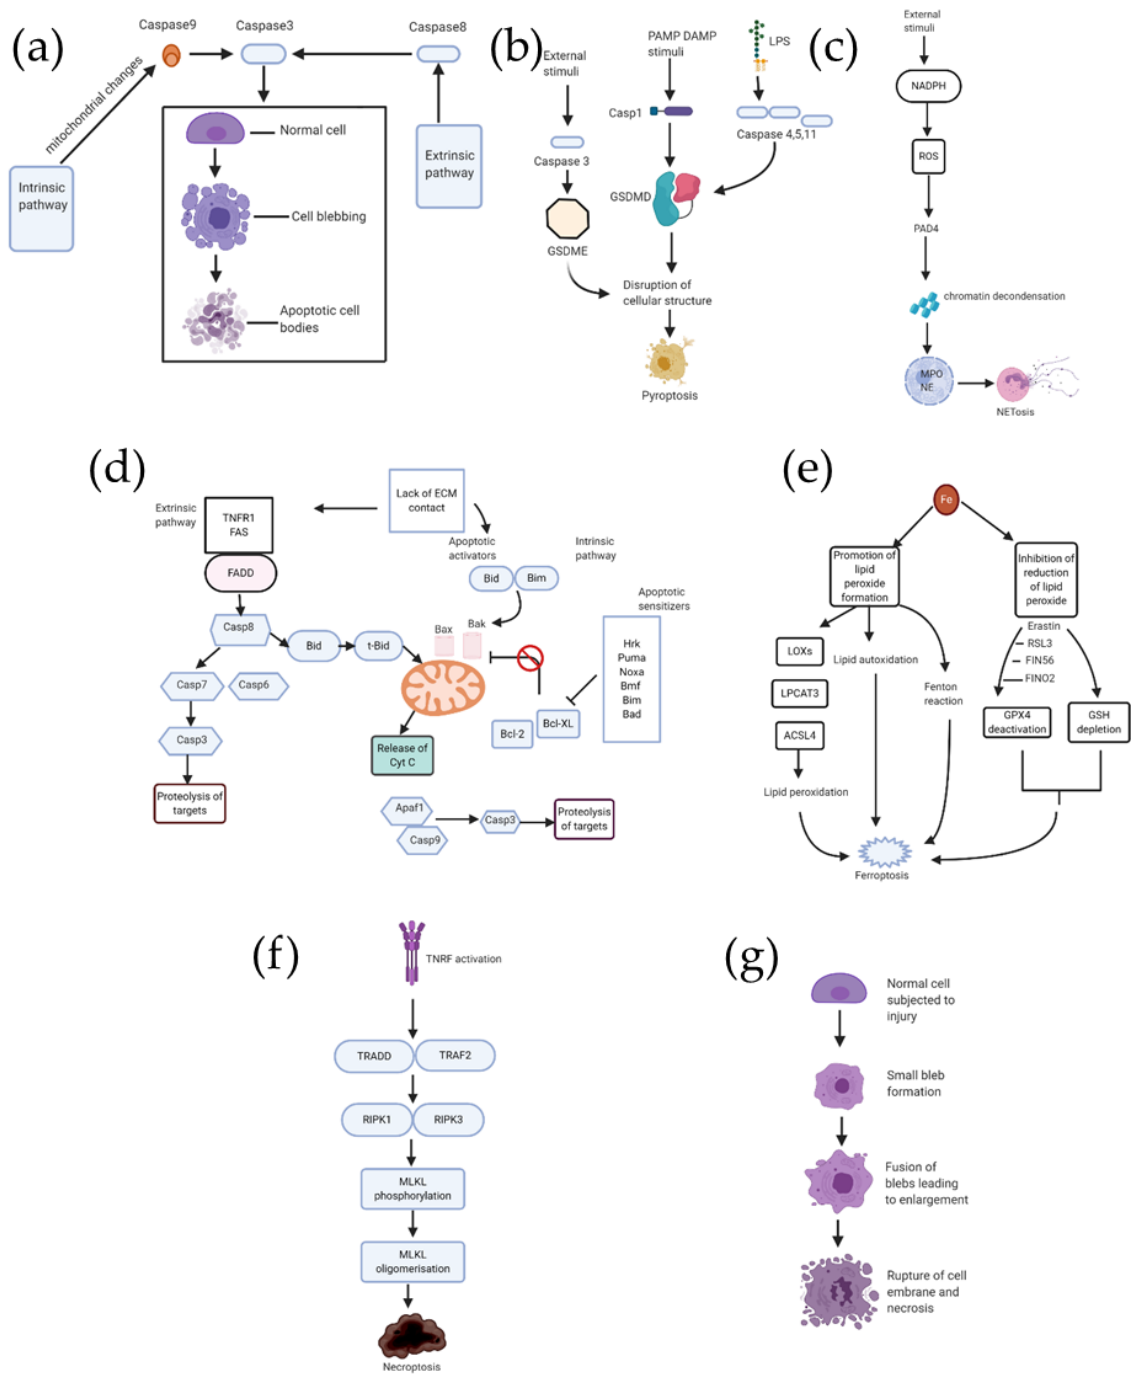 (a)
Caspase9
Caspase3
Caspase8
mitochondrial changes
Intrinsic
pathway
Extrinsic
pathway
Normal cell
Cell blebbing
Apoptotic cell
bodies
(b)
External
stimuli
PAMP DAMP
stimuli
LPS
Casp1
Caspase 3
Caspase 4,5,11
GSDMD
GSDME
Disruption of
cellular structure
Pyroptosis
(c)
External
stimuli
NADPH
ROS
PAD4
chromatin decondensation
MPO
NE
NETosis
(d)
Extrinsic
pathway
TNFR1
FAS
FADD
Lack of ECM
contact
Apoptotic
activators
Intrinsic
pathway
Bid
Bim
Apoptotic
sensitizers
Casp8
Bid
t-Bid
Bax
Bak
Hrk
Puma
Noxa
Bmf
Bim
Bad
Casp7
Casp6
Bcl-2
Bcl-XL
Casp3
Release of
Cyt C
Proteolysis of
targets
Apaf1
Casp9
Casp3
Proteolysis
of targets
(e)
Fe
Promotion of
lipid
peroxide
formation
Inhibition of
reduction
of lipid
peroxide
Erastin
RSL3
FIN56
FINO2
LOXs
Lipid autoxidation
LPCAT3
Fenton
reaction
ACSL4
GPX4
deactivation
GSH
depletion
Lipid peroxidation
Ferroptosis
(f)
TNRF activation
TRADD
TRAF2
RIPK1
RIPK3
MLKL
phosphorylation
MLKL
oligomerisation
Necroptosis
(g)
Normal cell
subjected to
injury
Small bleb
formation
Fusion of
blebs leading
to enlargement
Rupture of cell
embrane and
necrosis